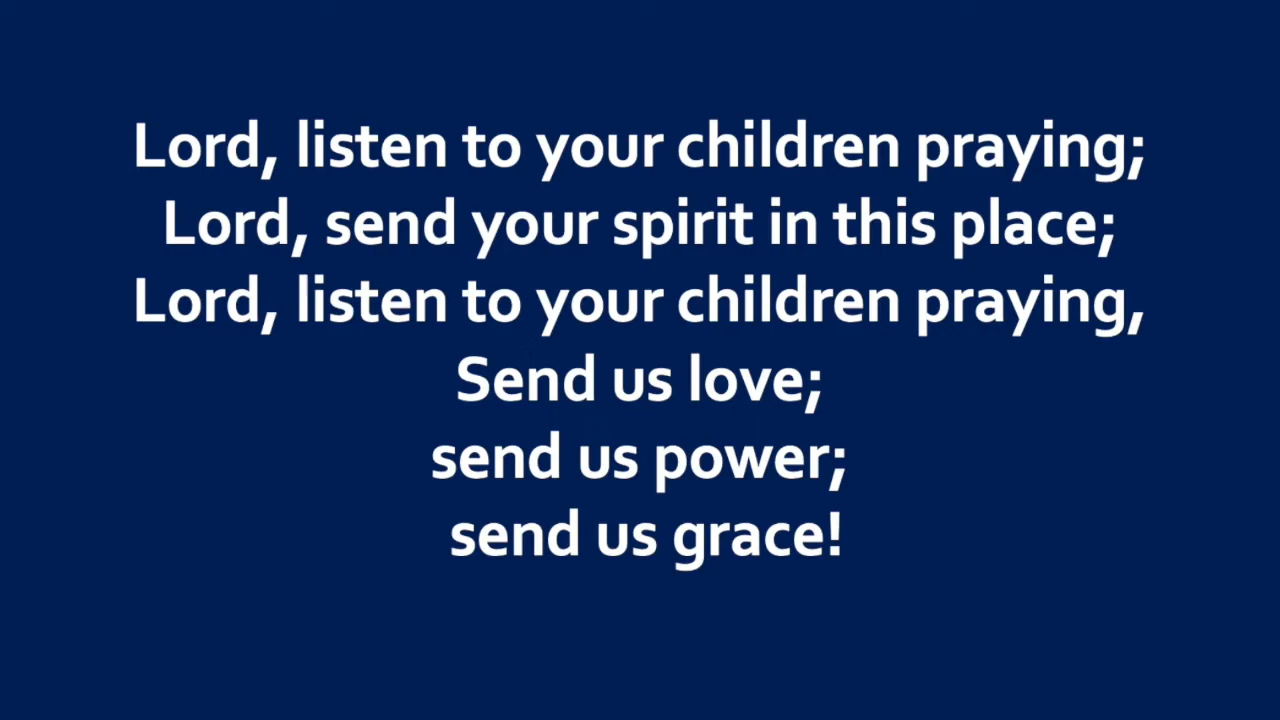 Lord, listen to your children praying;
Lord, send your spirit in this place;
Lord, listen to your children praying,
Send us love;
send us power;
send us grace!